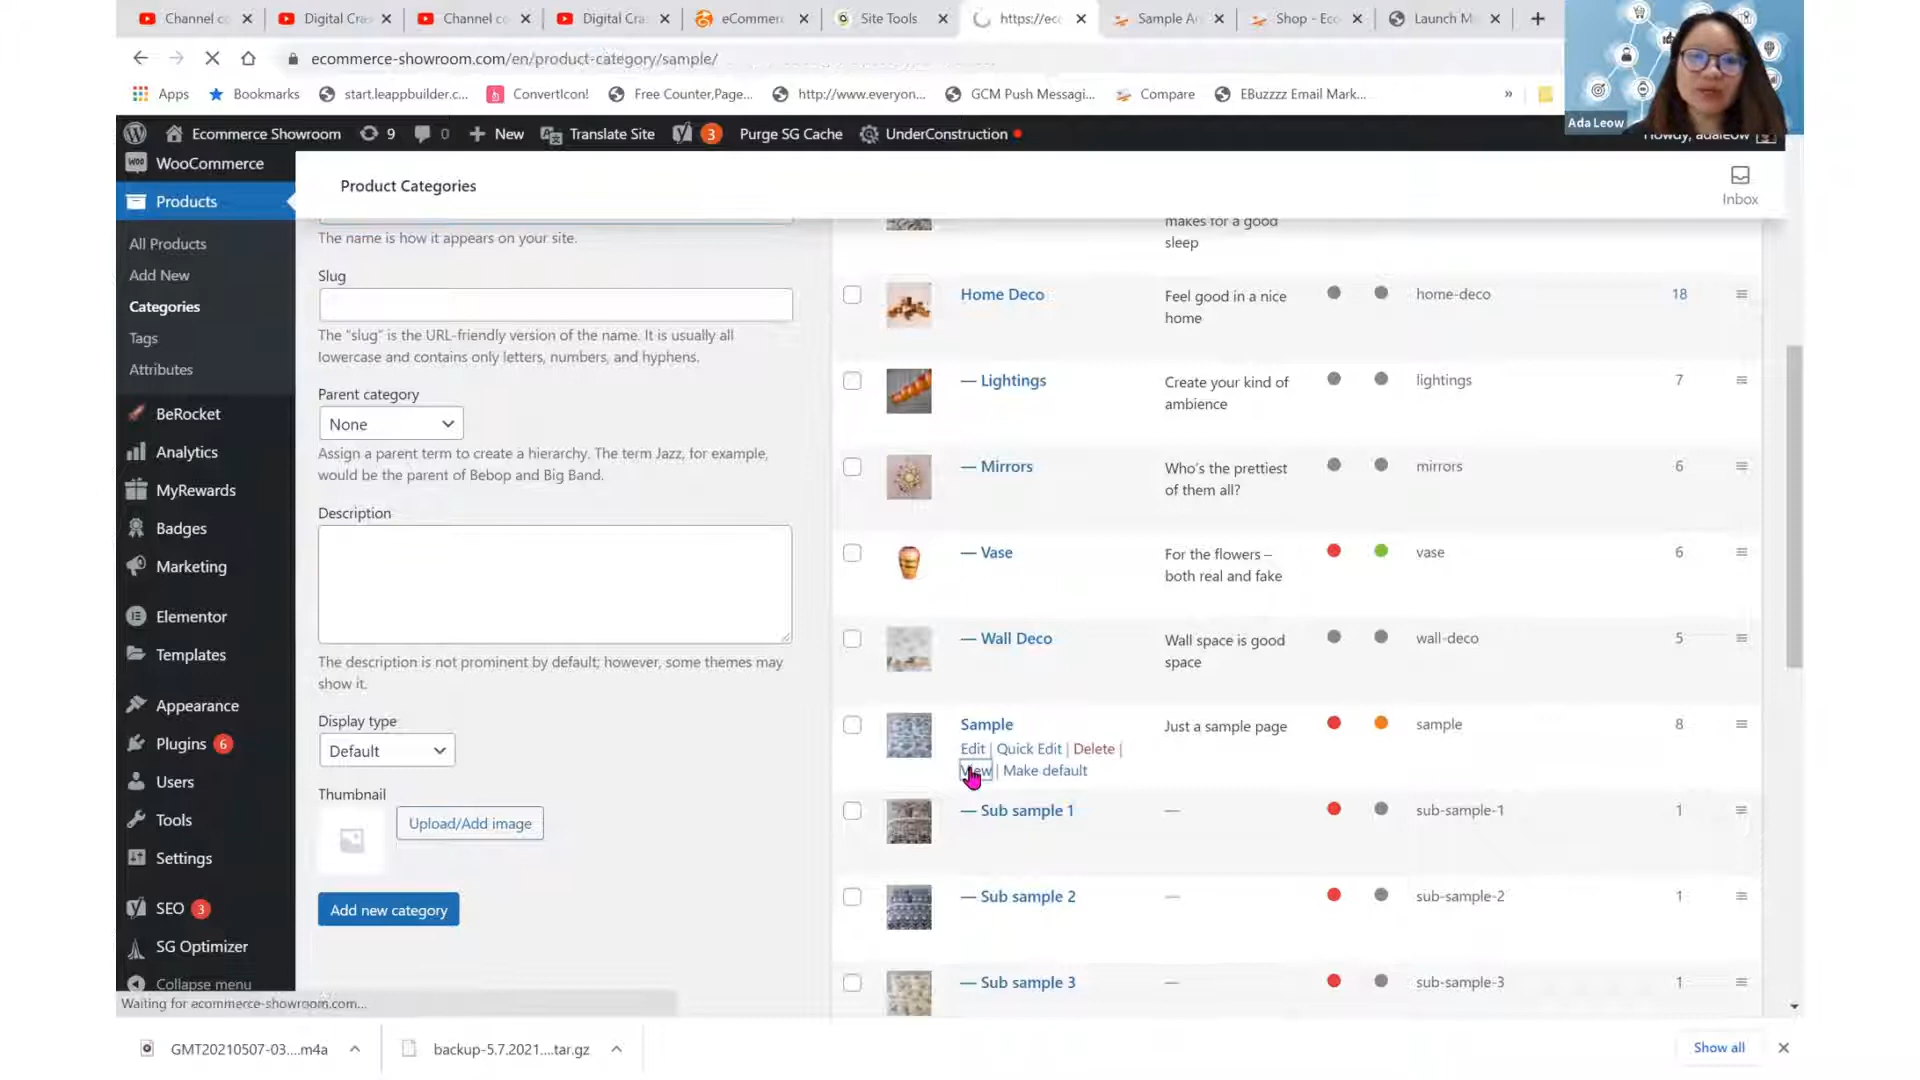 Channel co
Digital Cra
Channel co
Digital Cra
eCommerc
Site Tools
https://ec
Sample A
Shop - Eco
Launch M
ecommerce-showroom.com/en/product-category/sample/
Apps
Bookmarks
start.leappbuilder.c...
ConvertIcon!
Free Counter,Page...
http://www.everyon...
GCM Push Messagi...
Compare
EBuzzzz Email Mark...
»
Ada Leow
Ecommerce Showroom
9
0
New
Translate Site
3
Purge SG Cache
UnderConstruction
Howdy, adaleow
WooCommerce
Products
All Products
Add New
Categories
Tags
Attributes
BeRocket
Analytics
MyRewards
Badges
Marketing
Elementor
Templates
Appearance
Plugins 6
Users
Tools
Settings
SEO 3
SG Optimizer
Collapse menu
Waiting for ecommerce-showroom.com...
Product Categories
Inbox
The name is how it appears on your site.
Slug
The "slug" is the URL-friendly version of the name. It is usually all
lowercase and contains only letters, numbers, and hyphens.
Parent category
None
Assign a parent term to create a hierarchy. The term Jazz, for example,
would be the parent of Bebop and Big Band.
Description
The description is not prominent by default; however, some themes may
show it.
Display type
Default
Thumbnail
Upload/Add image
Add new category
makes for a good
sleep
Home Deco
Feel good in a nice
home
home-deco
18
— Lightings
Create your kind of
ambience
lightings
7
— Mirrors
Who's the prettiest
of them all?
mirrors
6
— Vase
For the flowers –
both real and fake
vase
6
— Wall Deco
Wall space is good
space
wall-deco
5
Sample
Edit | Quick Edit | Delete |
View | Make default
Just a sample page
sample
8
— Sub sample 1
—
sub-sample-1
1
— Sub sample 2
—
sub-sample-2
1
— Sub sample 3
—
sub-sample-3
1
GMT20210507-03....m4a
backup-5.7.2021....tar.gz
Show all